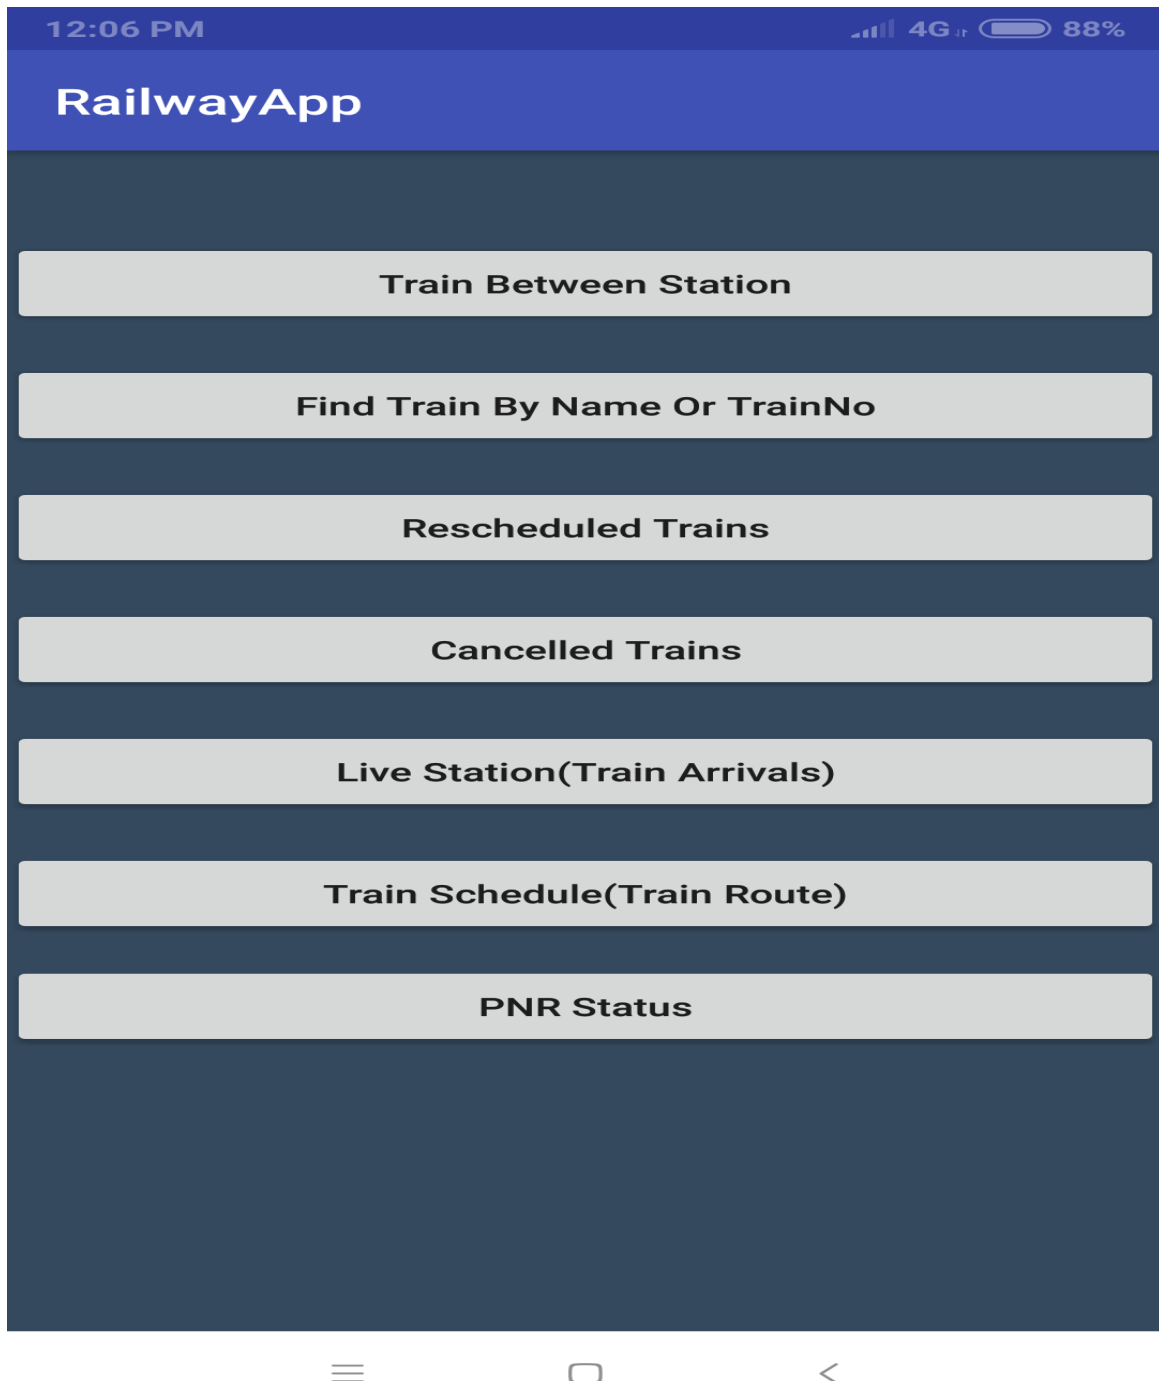 12:06 PM 4G 88%
RailwayApp
Train Between Station
Find Train By Name Or TrainNo
Rescheduled Trains
Cancelled Trains
Live Station(Train Arrivals)
Train Schedule(Train Route)
PNR Status